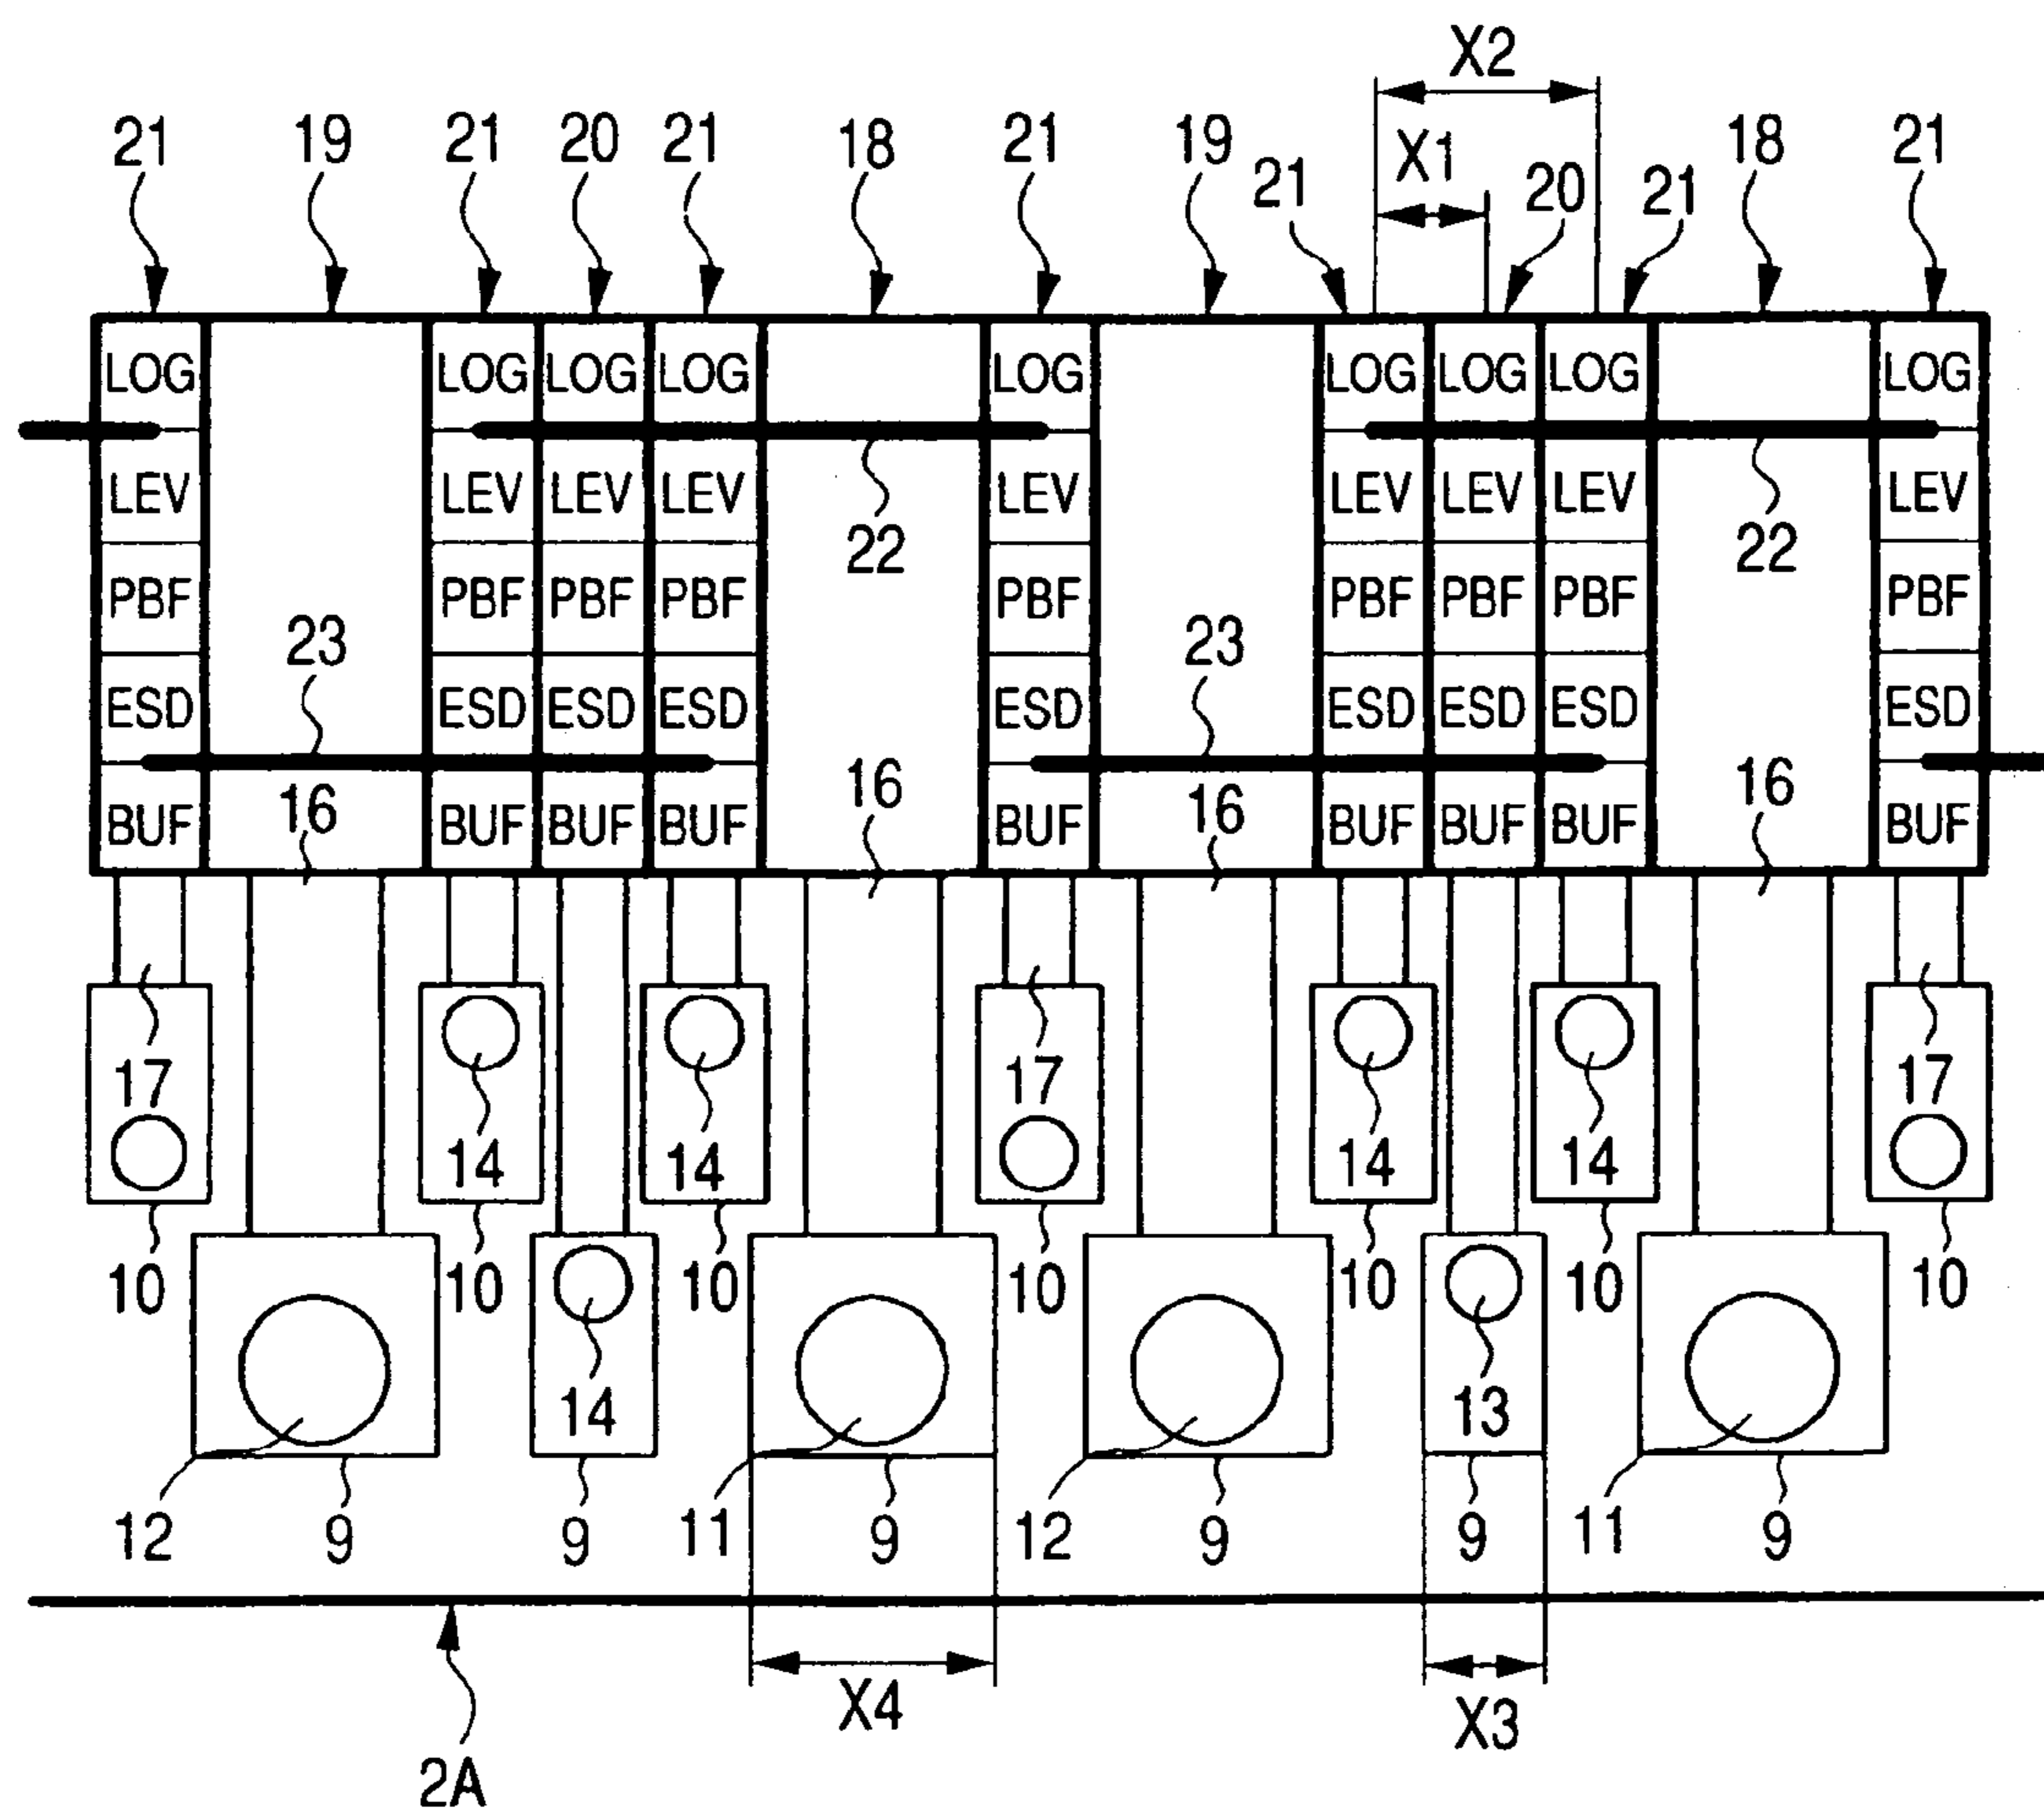 X2
21 19 21 20 21 18 21 19 21 X1 20 21 18 21
LOG LOG LOG LOG LOG LOG LOG LOG LOG
LEV LEV LEV LEV LEV LEV LEV LEV LEV
22 22
PBF PBF PBF PBF PBF PBF PBF PBF PBF
23 23
ESD ESD ESD ESD ESD ESD ESD ESD ESD
16 16 16 16 16
BUF BUF BUF BUF BUF BUF BUF BUF BUF
17 17 17
14 14 14 14
10 10 10 10 10 10 10
14 13
12 9 9 11 9 12 9 9 11 9
X4 X3
2A